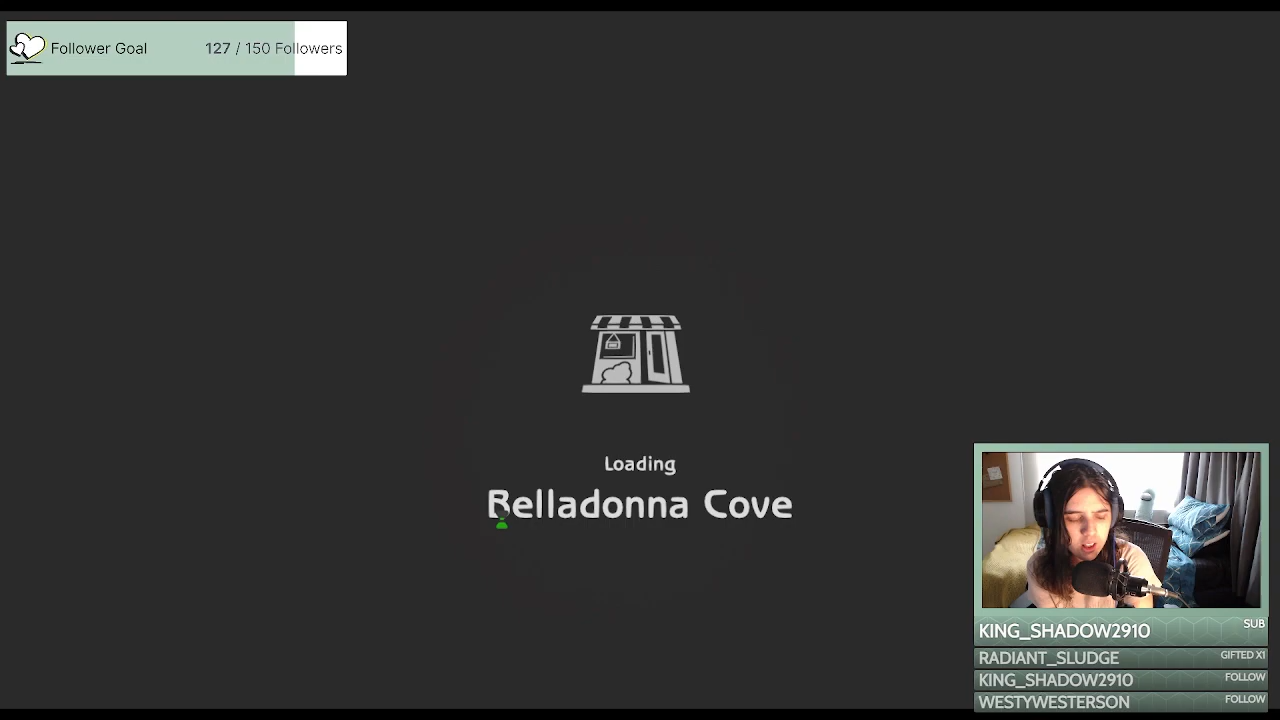 Follower Goal 127 / 150 Followers
Loading
Belladonna Cove
KING_SHADOW2910 SUB
RADIANT_SLUDGE GIFTED X1
KING_SHADOW2910 FOLLOW
WESTYWESTERSON FOLLOW